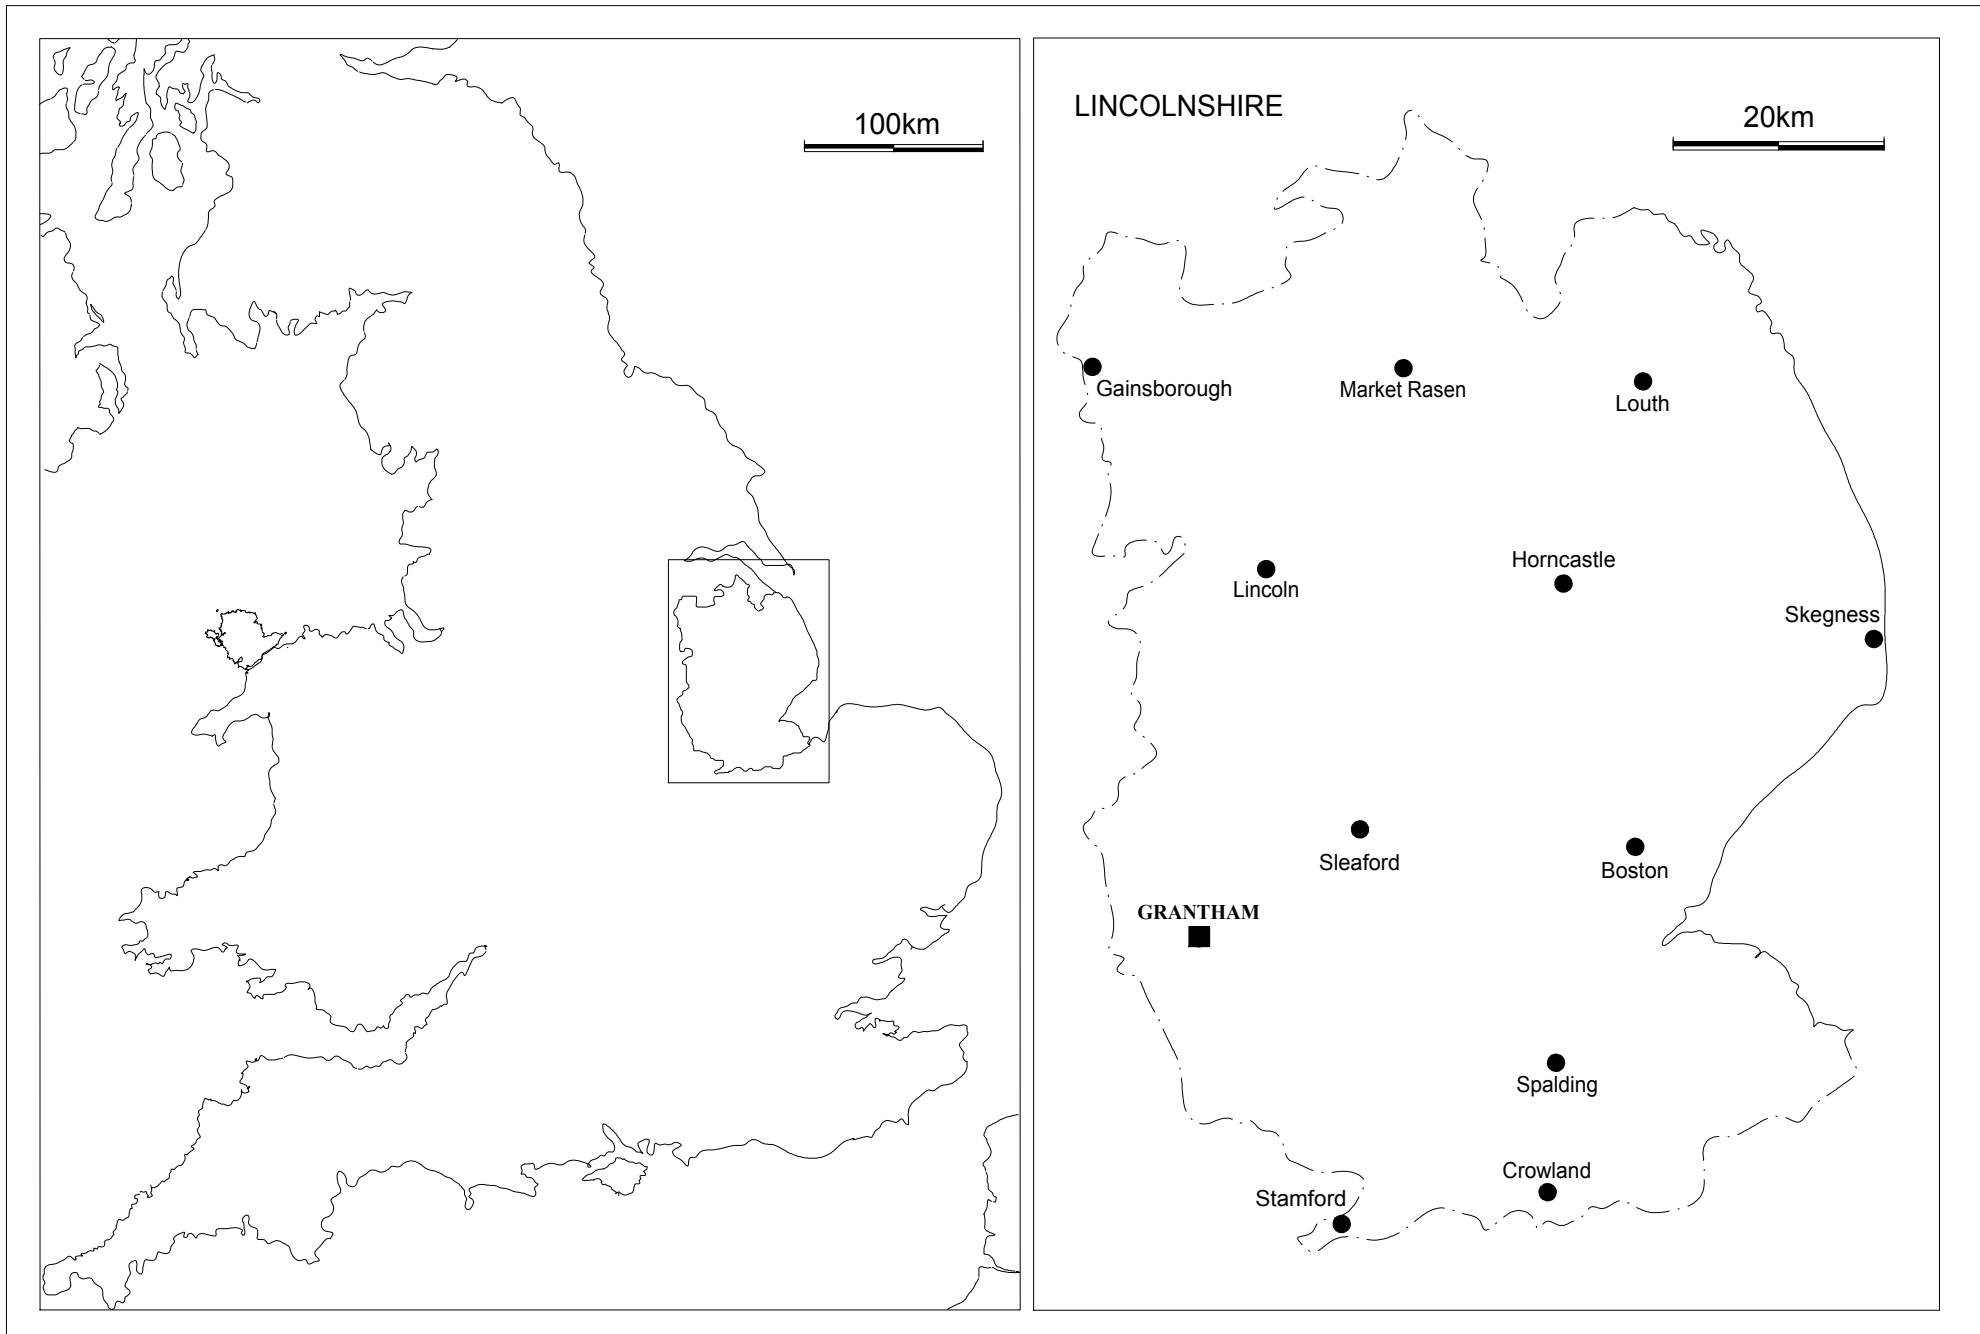 100km
LINCOLNSHIRE
20km
Gainsborough
Market Rasen
Louth
Lincoln
Horncastle
Skegness
Sleaford
Boston
GRANTHAM
Spalding
Crowland
Stamford